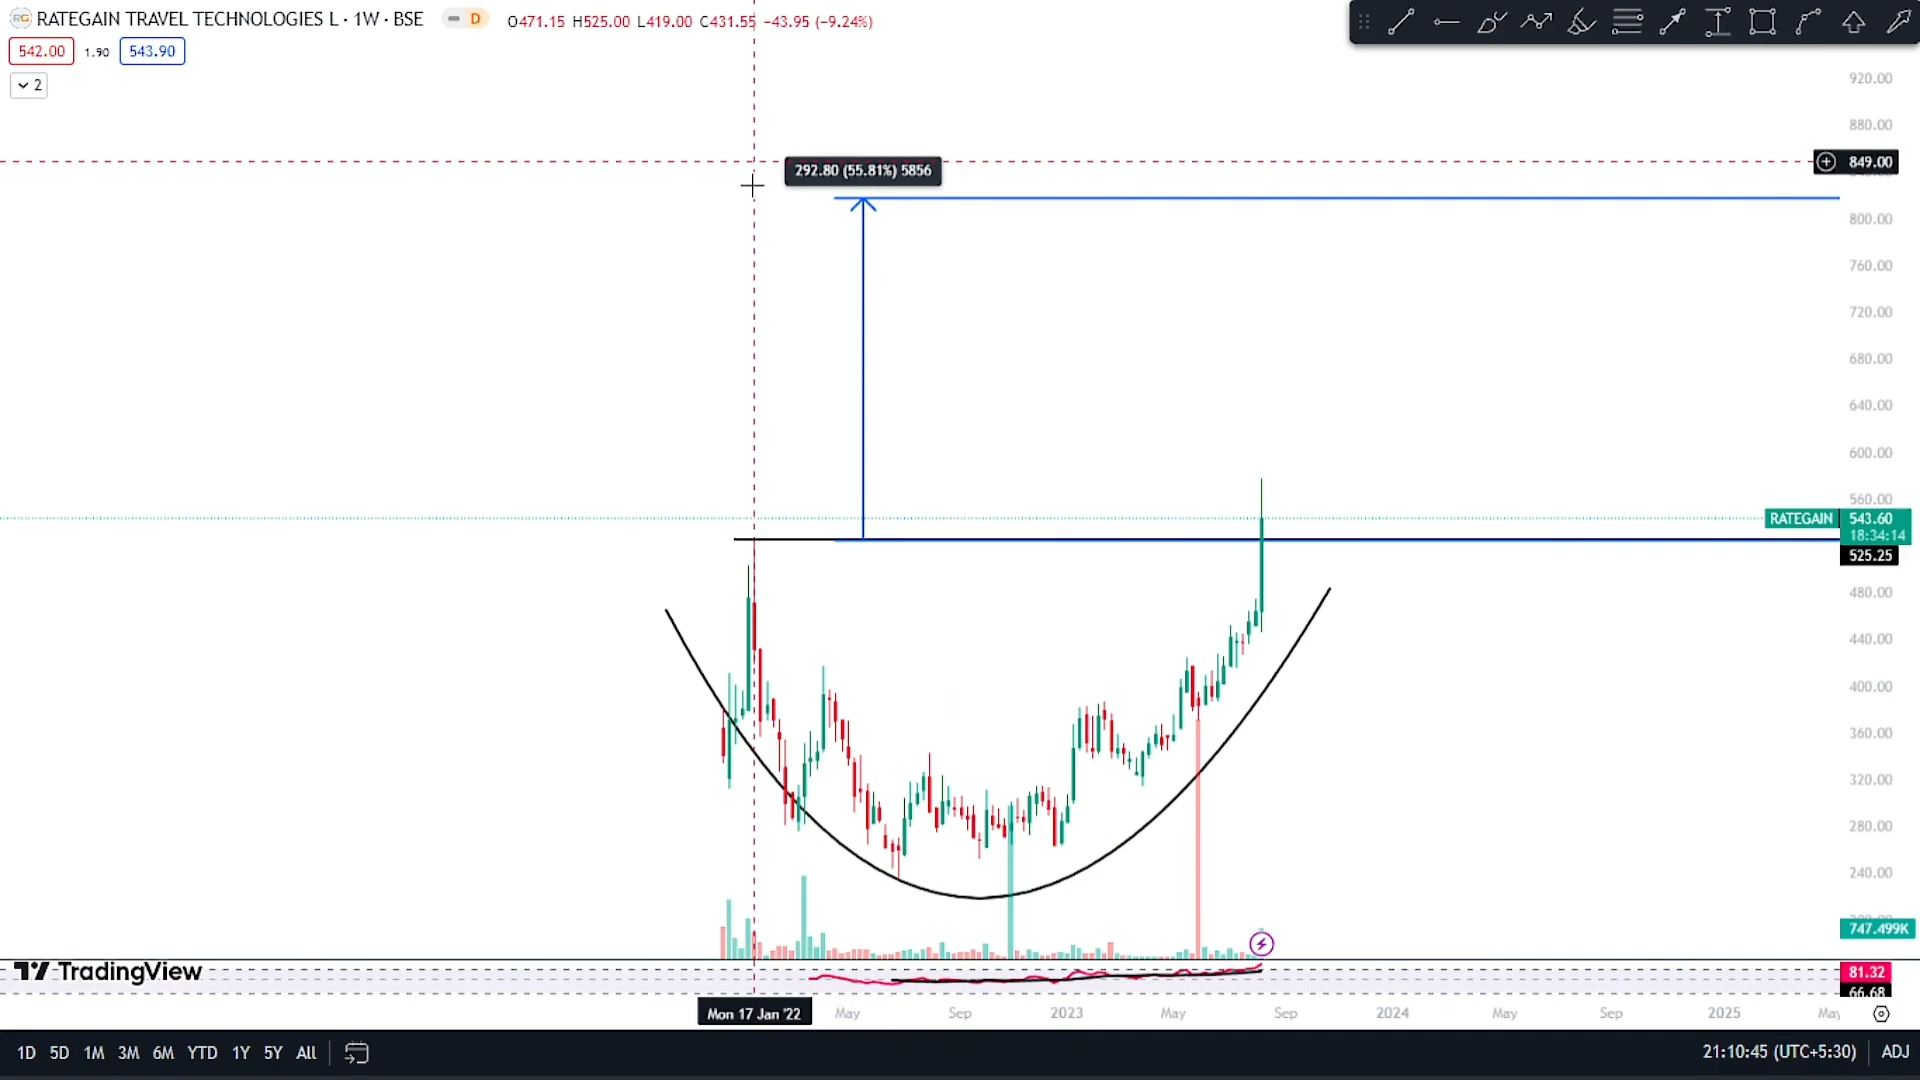 RG RATEGAIN TRAVEL TECHNOLOGIES L · 1W · BSE D O471.15 H525.00 L419.00 C431.55 −43.95 (−9.24%)
542.00 1.90 543.90
2
920.00
880.00
849.00
292.80 (55.81%) 5856
800.00
760.00
720.00
680.00
640.00
600.00
560.00
RATEGAIN 543.60
18:34:14
525.25
480.00
440.00
400.00
360.00
320.00
280.00
240.00
747.499K
TradingView
81.32
66.68
Mon 17 Jan '22 May Sep 2023 May Sep 2024 May Sep 2025 May
1D 5D 1M 3M 6M YTD 1Y 5Y All 21:10:45 (UTC+5:30) ADJ